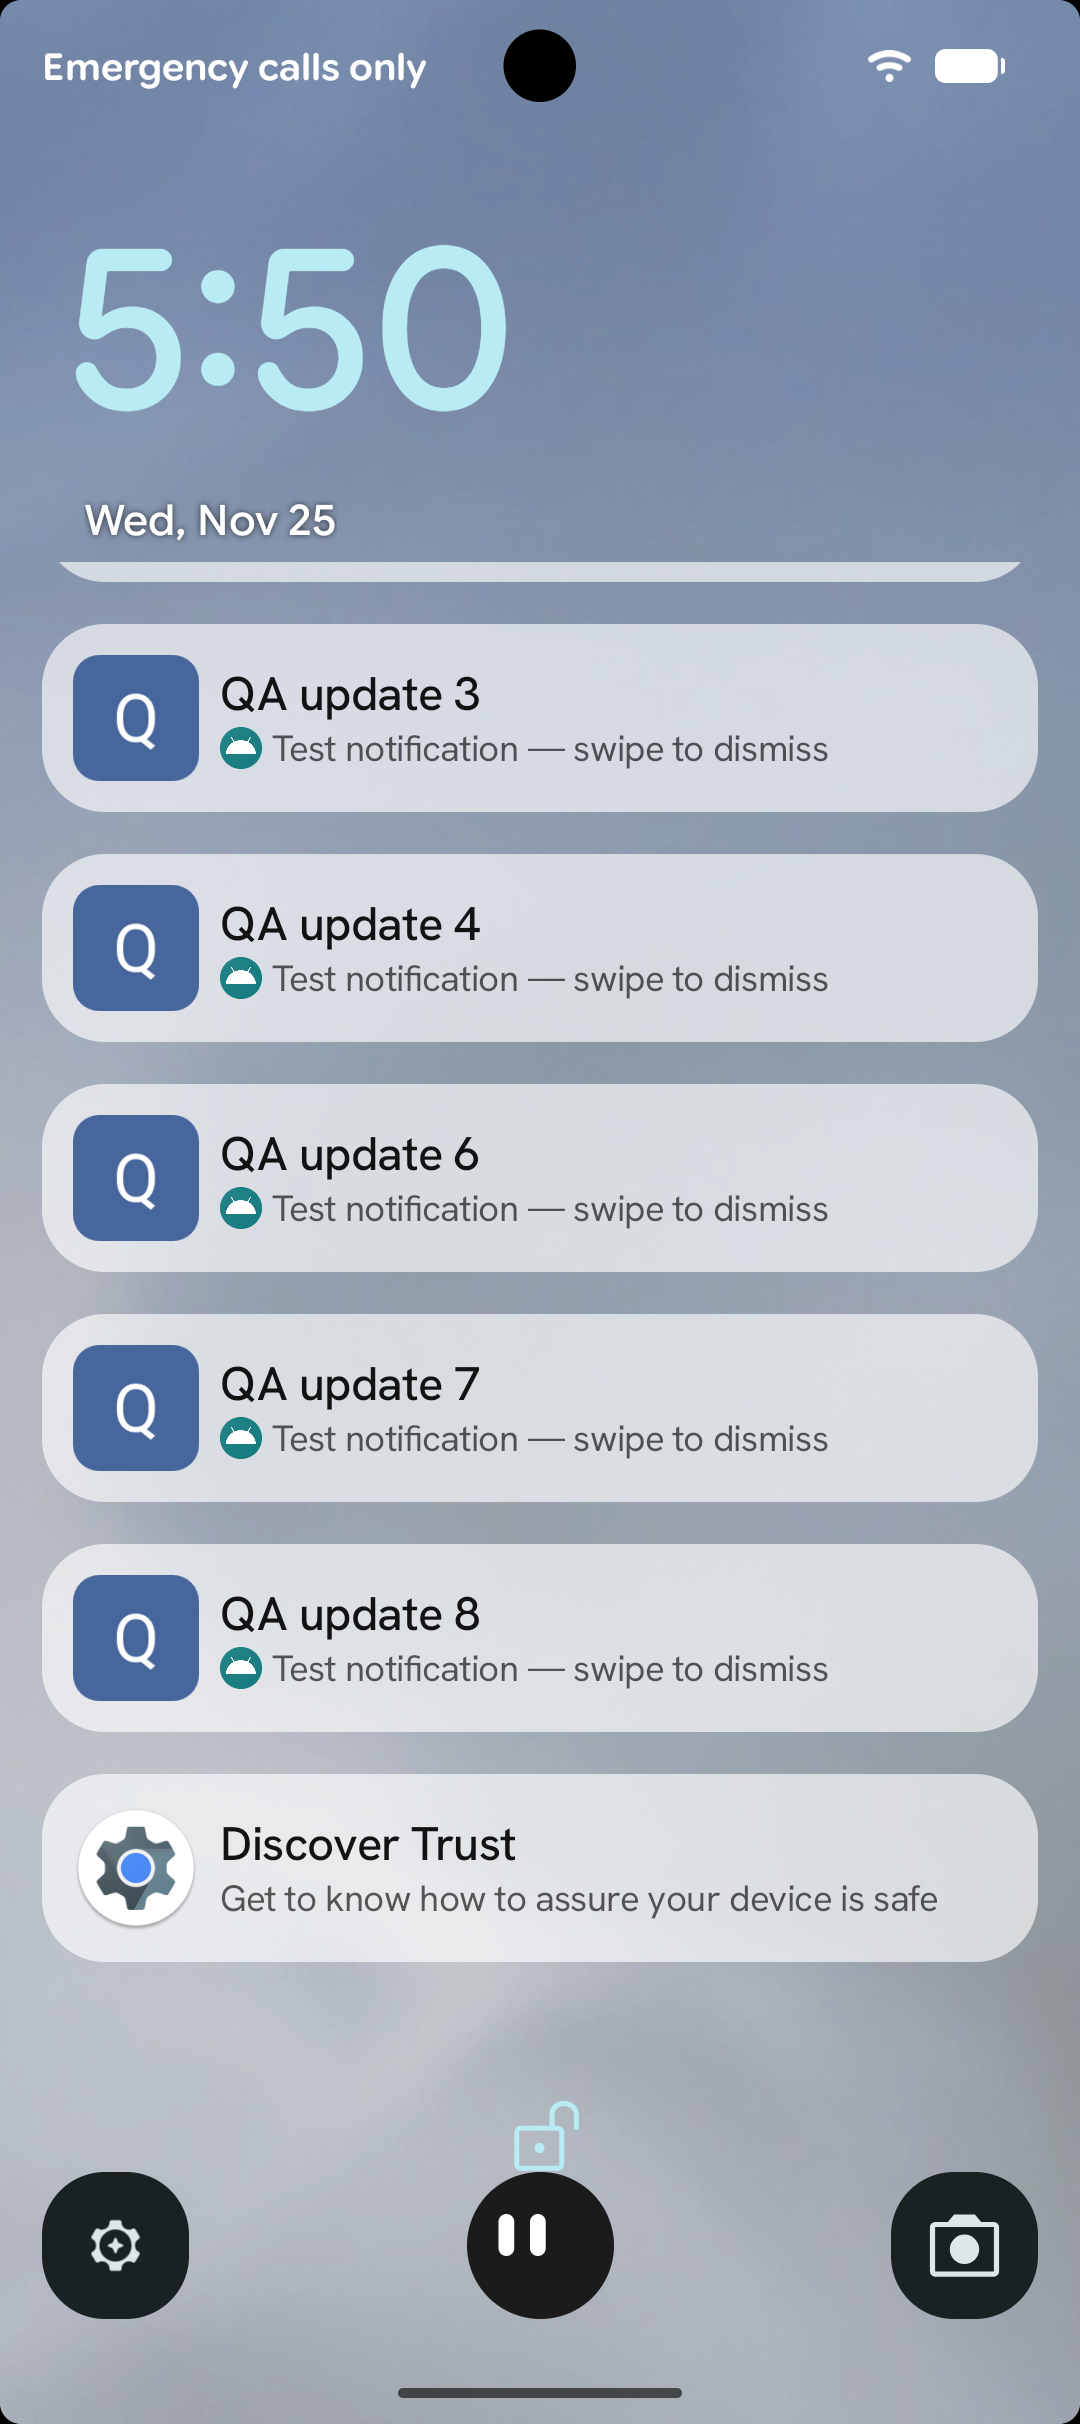 Emergency calls only
5:50
Wed, Nov 25
Q
QA update 3
Test notification — swipe to dismiss
Q
QA update 4
Test notification — swipe to dismiss
Q
QA update 6
Test notification — swipe to dismiss
Q
QA update 7
Test notification — swipe to dismiss
Q
QA update 8
Test notification — swipe to dismiss
Discover Trust
Get to know how to assure your device is safe